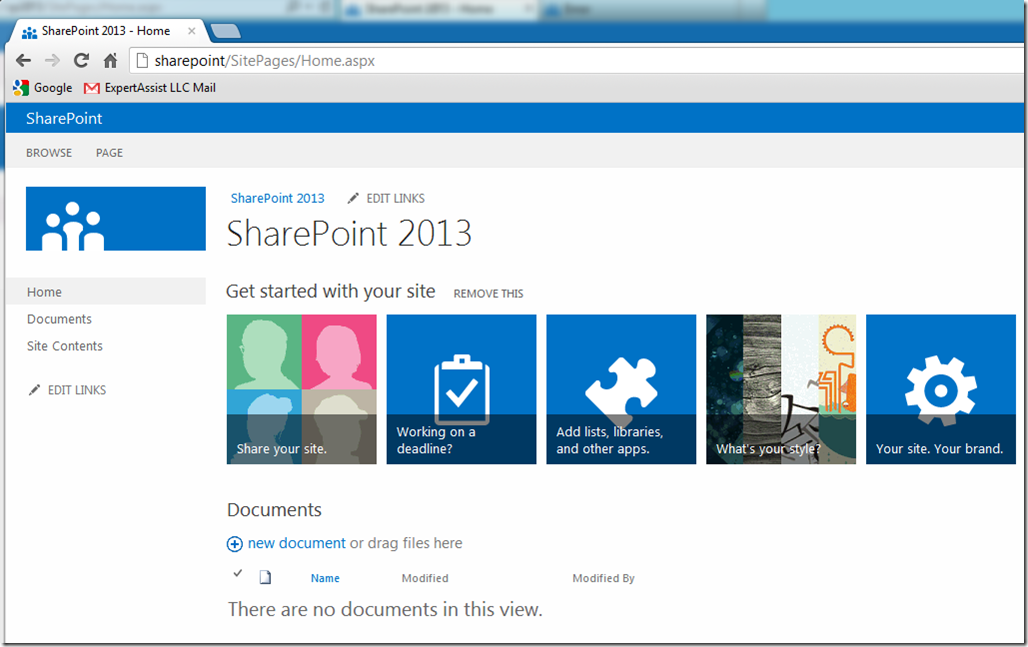 SharePoint 2013 - Home
sharepoint/SitePages/Home.aspx
Google ExpertAssist LLC Mail
SharePoint
BROWSE PAGE
SharePoint 2013 EDIT LINKS
SharePoint 2013
Home
Documents
Site Contents
EDIT LINKS
Get started with your site REMOVE THIS
Share your site.
Working on a
deadline?
Add lists, libraries,
and other apps.
What's your style?
Your site. Your brand.
Documents
new document or drag files here
Name Modified Modified By
There are no documents in this view.